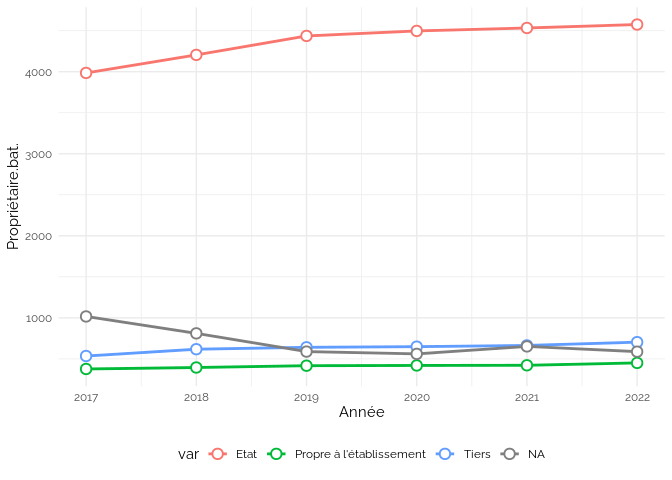 Propriétaire.bat.
4000
3000
2000
1000
2017 2018 2019 2020 2021 2022
Année
var Etat Propre à l'établissement Tiers NA